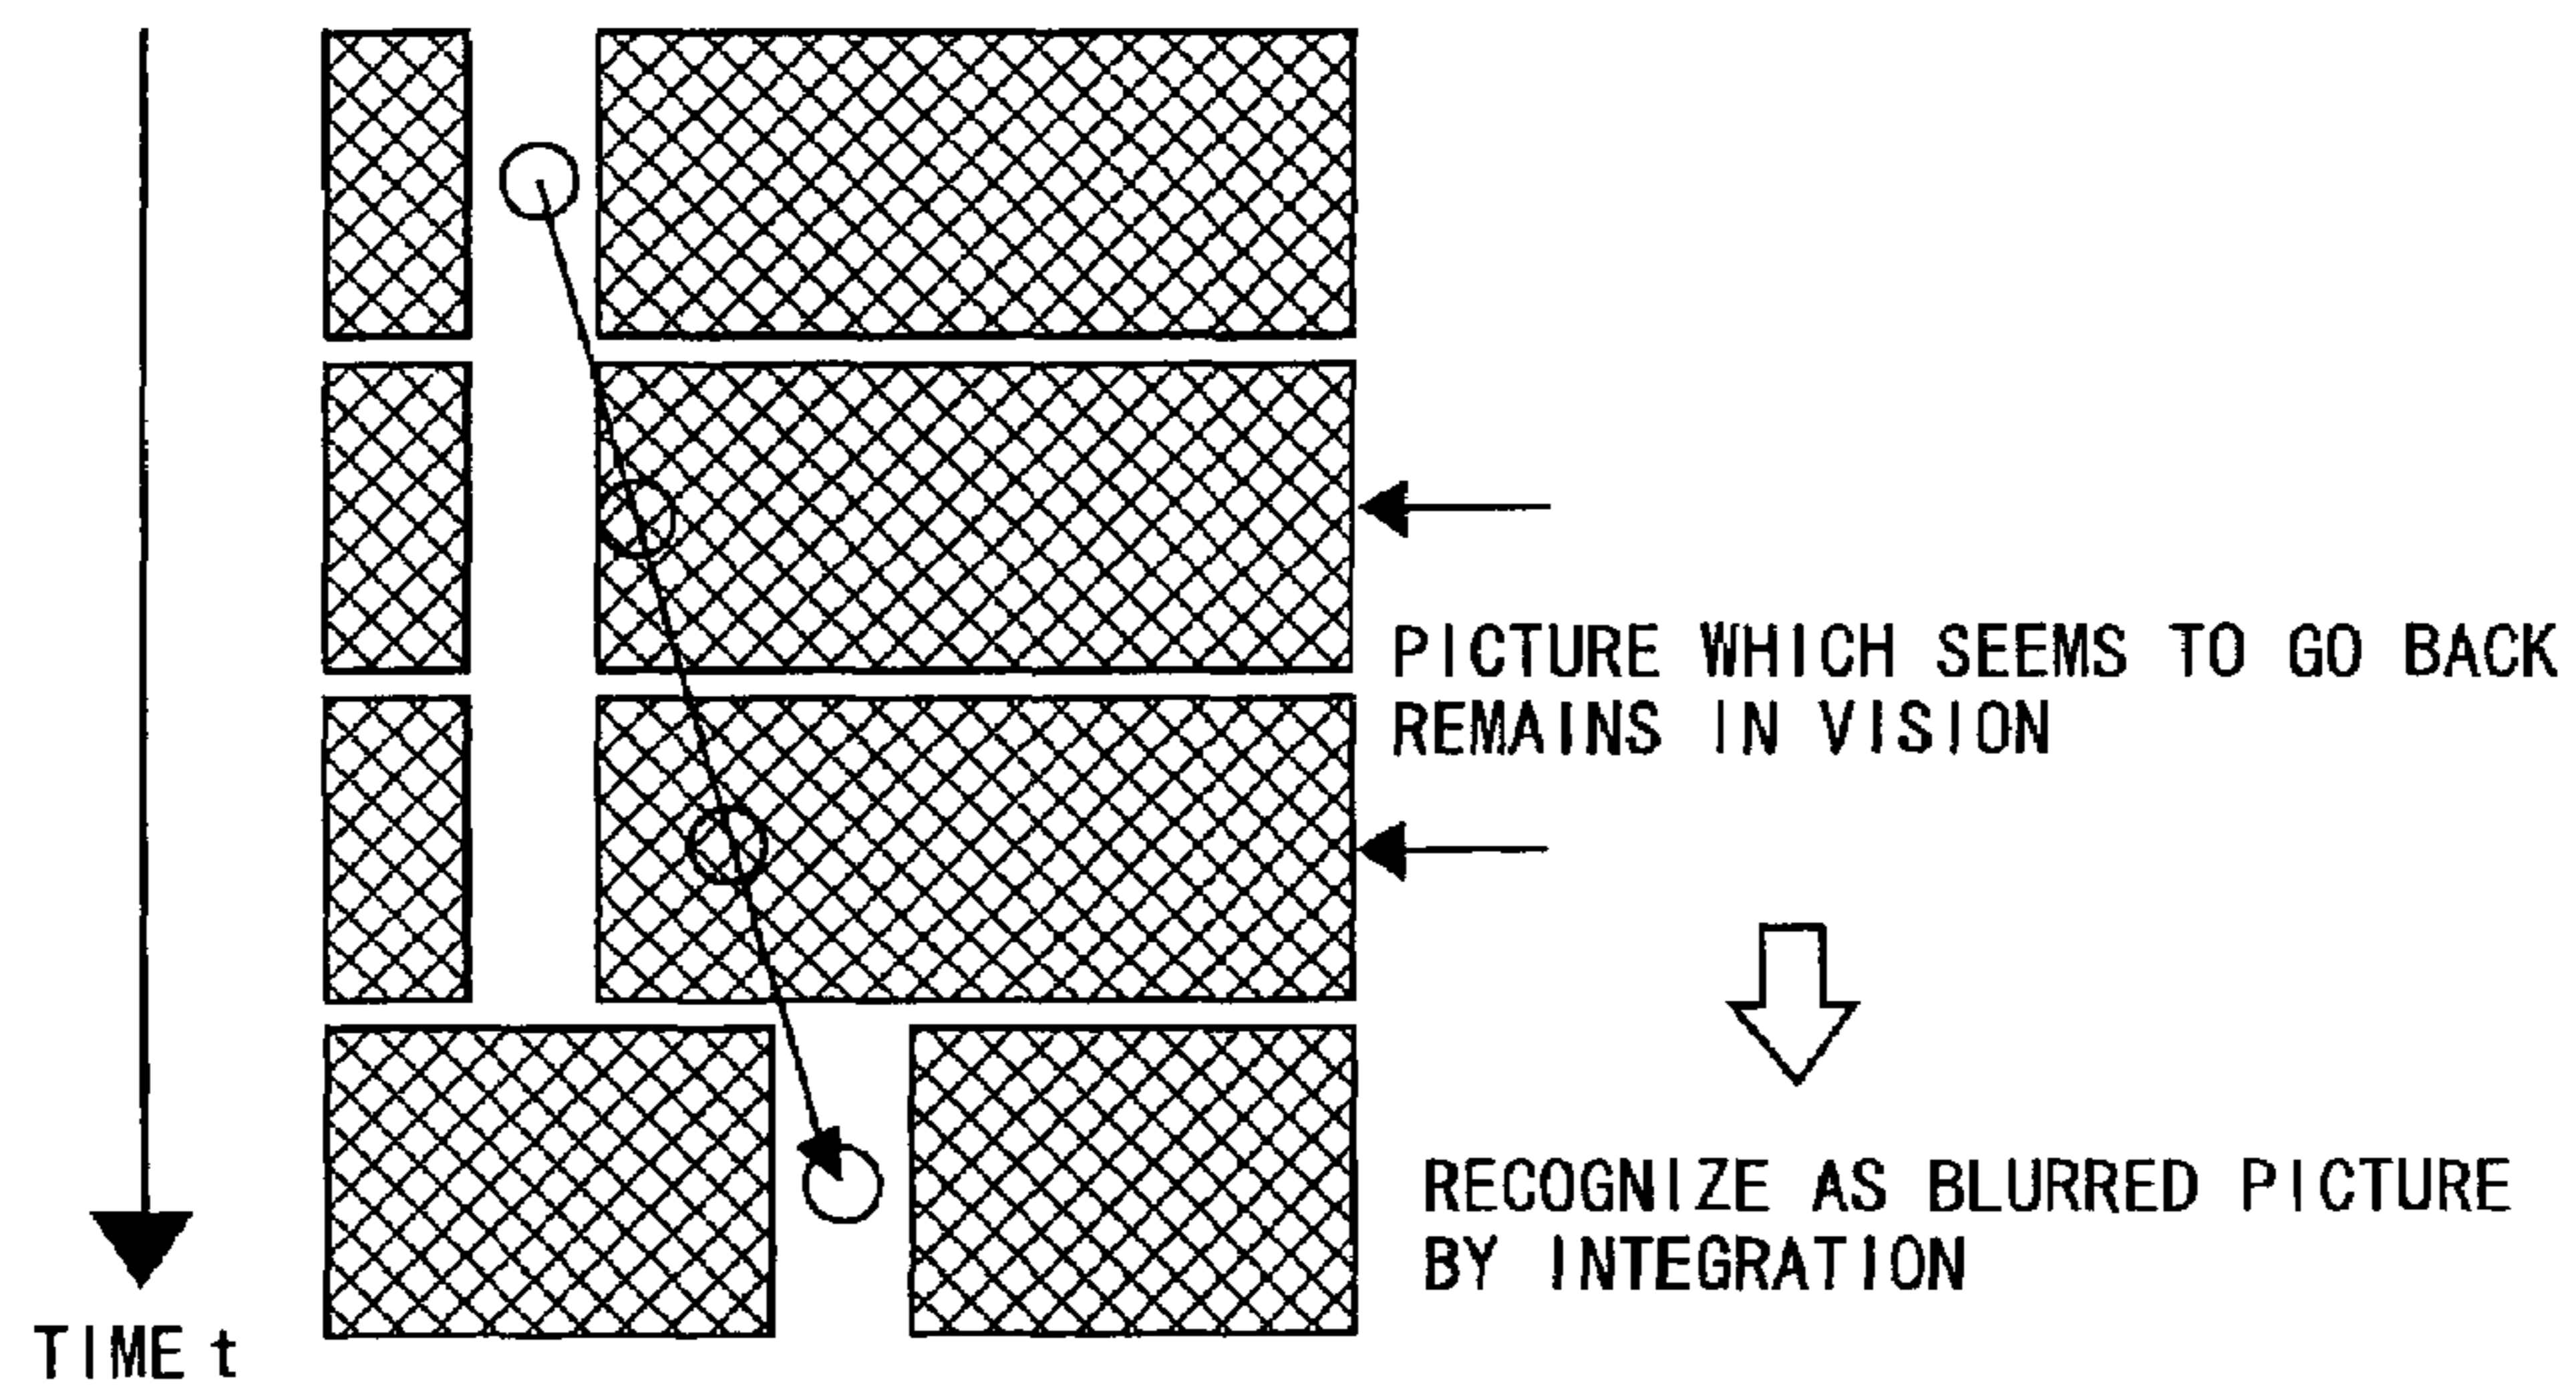 PICTURE WHICH SEEMS TO GO BACK
REMAINS IN VISION
RECOGNIZE AS BLURRED PICTURE
BY INTEGRATION
TIME t